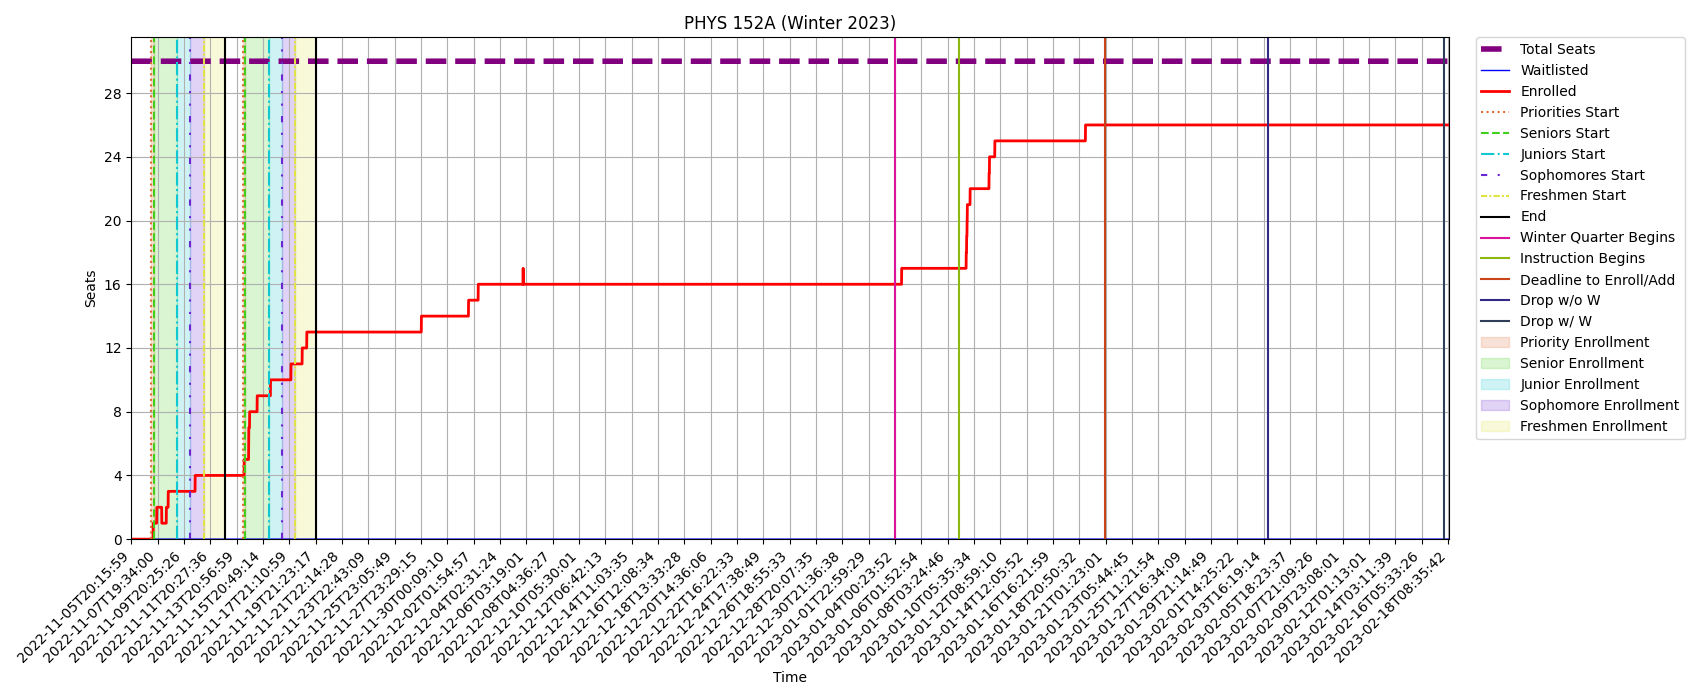 PHYS 152A (Winter 2023)
Total Seats
Waitlisted
Enrolled
Priorities Start
Seniors Start
Juniors Start
Sophomores Start
Freshmen Start
End
Winter Quarter Begins
Instruction Begins
Deadline to Enroll/Add
Drop w/o W
Drop w/ W
Priority Enrollment
Senior Enrollment
Junior Enrollment
Sophomore Enrollment
Freshmen Enrollment
Seats
28
24
20
16
12
8
4
0
2022-11-05T20:15:59
2022-11-07T19:34:00
2022-11-09T20:25:26
2022-11-11T20:27:36
2022-11-13T20:56:59
2022-11-15T20:49:14
2022-11-17T21:10:59
2022-11-19T21:23:17
2022-11-21T22:14:28
2022-11-23T22:43:09
2022-11-25T23:05:49
2022-11-27T23:29:15
2022-11-30T00:09:10
2022-12-02T01:54:57
2022-12-04T02:31:24
2022-12-06T03:19:01
2022-12-08T04:36:27
2022-12-10T05:30:01
2022-12-12T06:42:13
2022-12-14T11:03:35
2022-12-16T12:08:34
2022-12-18T13:33:28
2022-12-20T14:36:06
2022-12-22T16:22:33
2022-12-24T17:38:49
2022-12-26T18:55:33
2022-12-28T20:07:35
2022-12-30T21:36:38
2023-01-01T22:59:29
2023-01-04T00:23:52
2023-01-06T01:52:54
2023-01-08T03:24:46
2023-01-10T05:35:34
2023-01-12T08:59:10
2023-01-14T12:05:52
2023-01-16T16:21:59
2023-01-18T20:50:32
2023-01-21T01:23:01
2023-01-23T05:44:45
2023-01-25T11:21:54
2023-01-27T16:34:09
2023-01-29T21:14:49
2023-02-01T14:25:22
2023-02-03T16:19:14
2023-02-05T18:23:37
2023-02-07T21:09:26
2023-02-09T23:08:01
2023-02-12T01:13:01
2023-02-14T03:11:39
2023-02-16T05:33:26
2023-02-18T08:35:42
Time